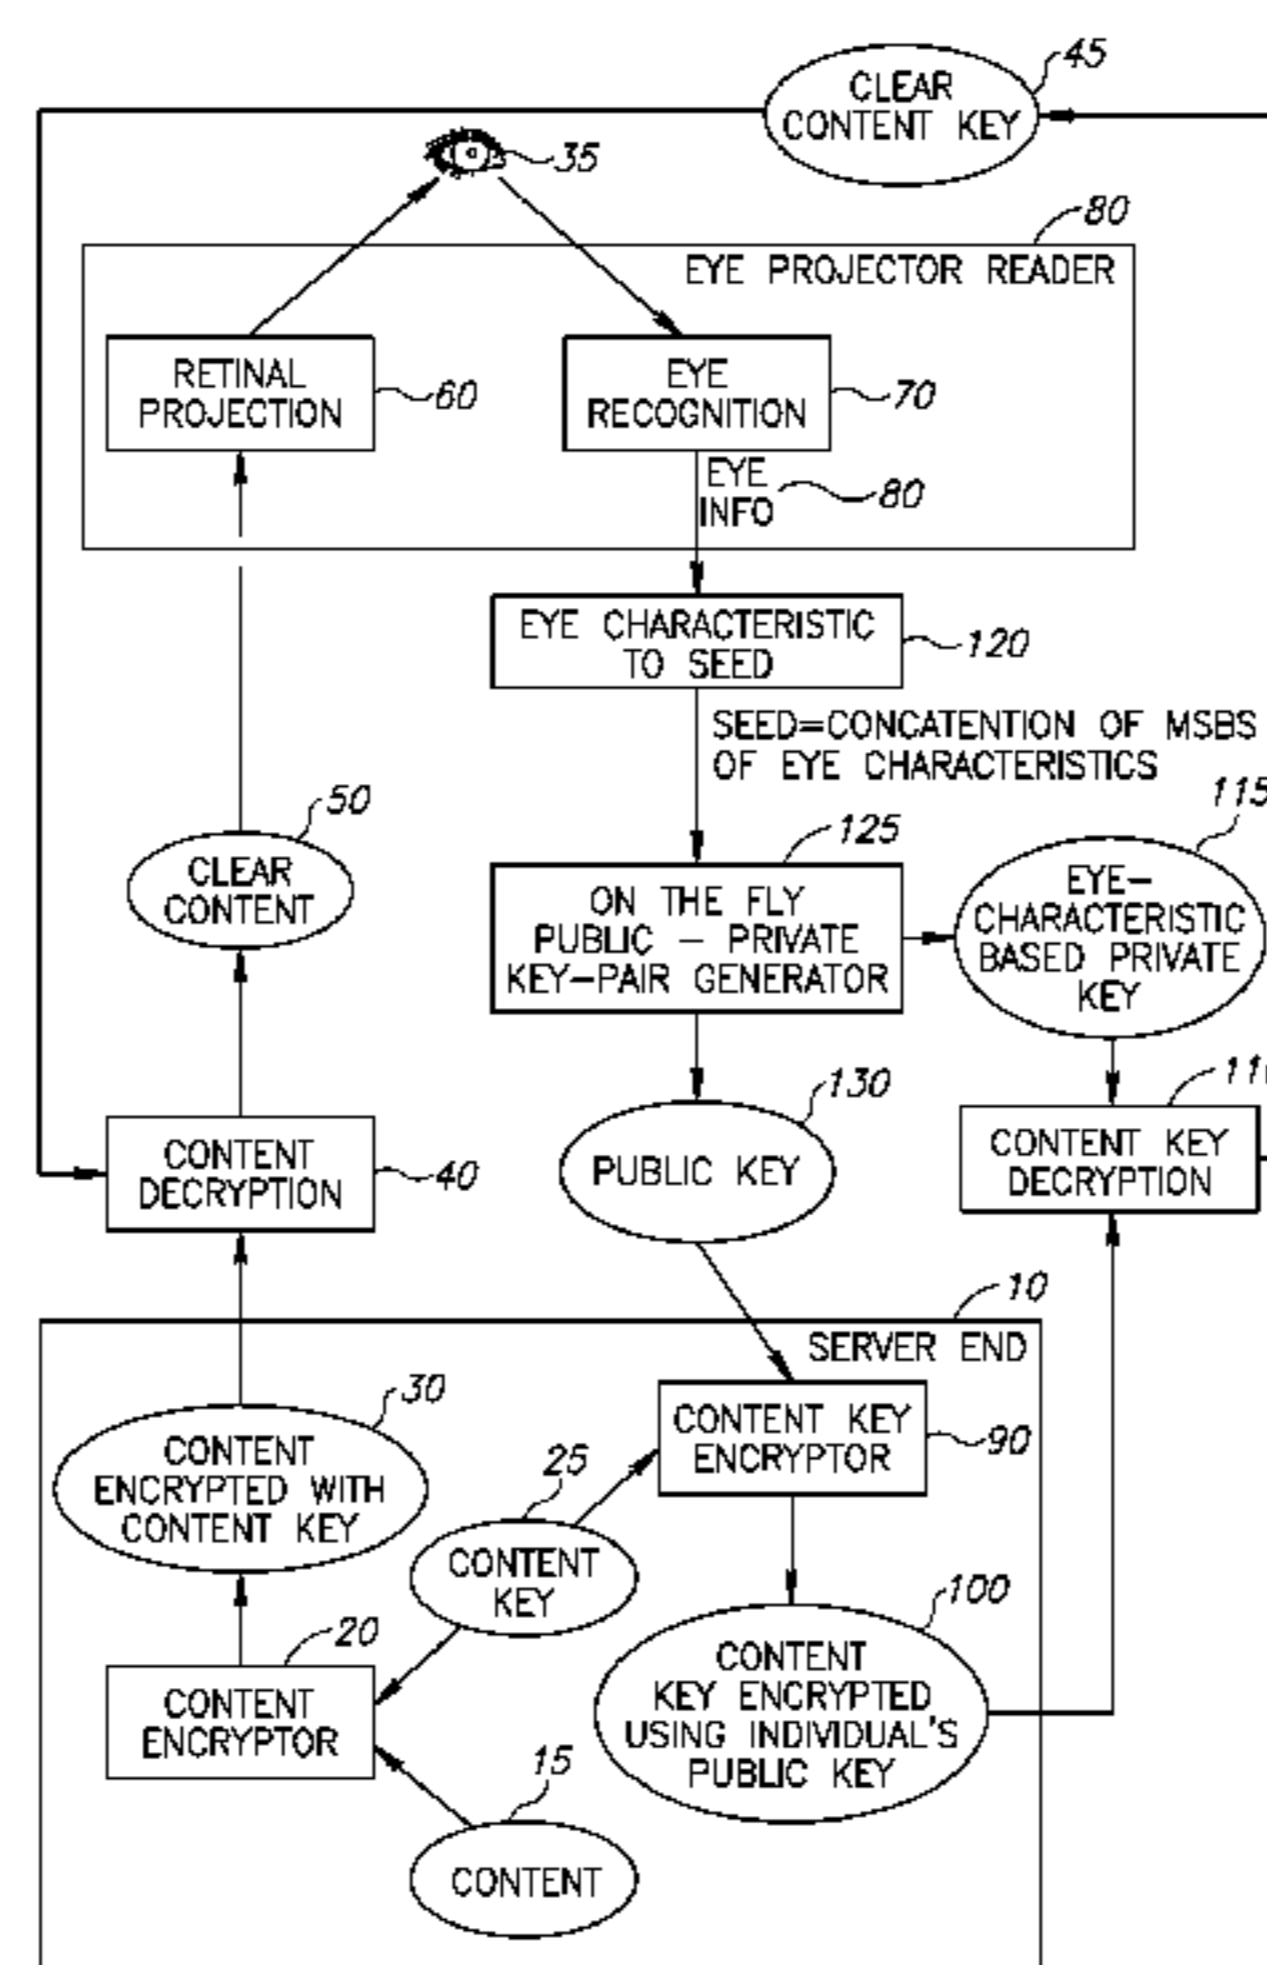 45
CLEAR
CONTENT KEY
35
80
EYE PROJECTOR READER
RETINAL
PROJECTION
60
EYE
RECOGNITION
70
EYE
INFO
80
EYE CHARACTERISTIC
TO SEED
120
SEED=CONCATENTION OF MSBS
OF EYE CHARACTERISTICS
50
CLEAR
CONTENT
125
ON THE FLY
PUBLIC – PRIVATE
KEY–PAIR GENERATOR
115
EYE–
CHARACTERISTIC
BASED PRIVATE
KEY
130
PUBLIC KEY
CONTENT KEY
DECRYPTION
CONTENT
DECRYPTION
40
10
SERVER END
30
CONTENT
ENCRYPTED WITH
CONTENT KEY
CONTENT KEY
ENCRYPTOR
90
25
CONTENT
KEY
20
CONTENT
ENCRYPTOR
100
CONTENT
KEY ENCRYPTED
USING INDIVIDUAL'S
PUBLIC KEY
15
CONTENT